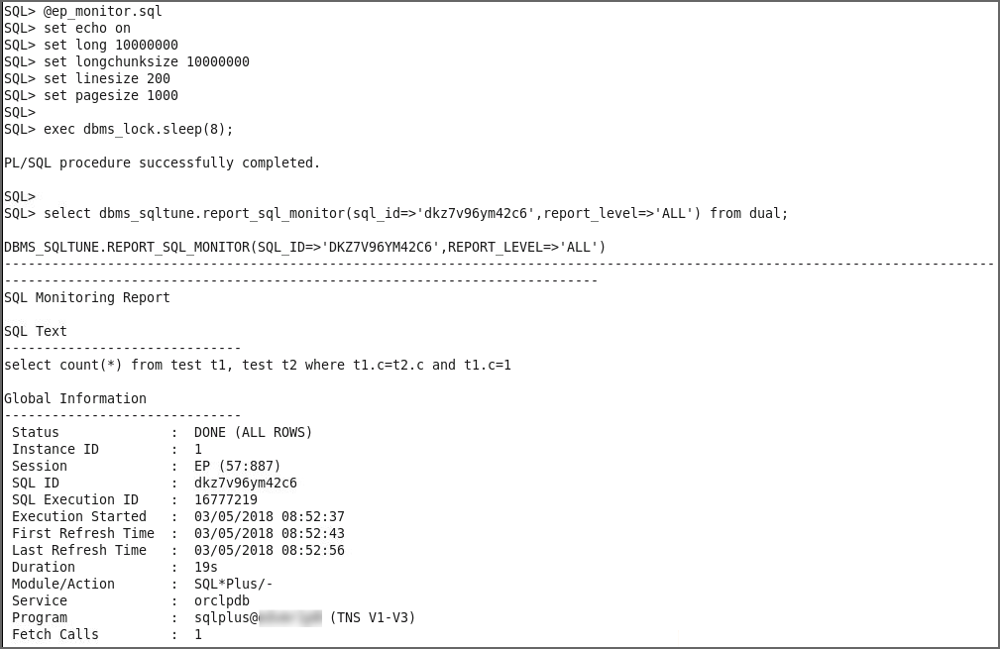 SQL> @ep_monitor.sql
SQL> set echo on
SQL> set long 10000000
SQL> set longchunksize 10000000
SQL> set linesize 200
SQL> set pagesize 1000
SQL>
SQL> exec dbms_lock.sleep(8);
PL/SQL procedure successfully completed.
SQL>
SQL> select dbms_sqltune.report_sql_monitor(sql_id=>'dkz7v96ym42c6',report_level=>'ALL') from dual;
DBMS_SQLTUNE.REPORT_SQL_MONITOR(SQL_ID=>'DKZ7V96YM42C6',REPORT_LEVEL=>'ALL')
-----------------------------------------------------------------------------------------------------------------------------
---------------------------------------------------------------------------
SQL Monitoring Report
SQL Text
------------------------------
select count(*) from test t1, test t2 where t1.c=t2.c and t1.c=1
Global Information
------------------------------
Status : DONE (ALL ROWS)
Instance ID : 1
Session : EP (57:887)
SQL ID : dkz7v96ym42c6
SQL Execution ID : 16777219
Execution Started : 03/05/2018 08:52:37
First Refresh Time : 03/05/2018 08:52:43
Last Refresh Time : 03/05/2018 08:52:56
Duration : 19s
Module/Action : SQL*Plus/-
Service : orclpdb
Program : sqlplus@ (TNS V1-V3)
Fetch Calls : 1